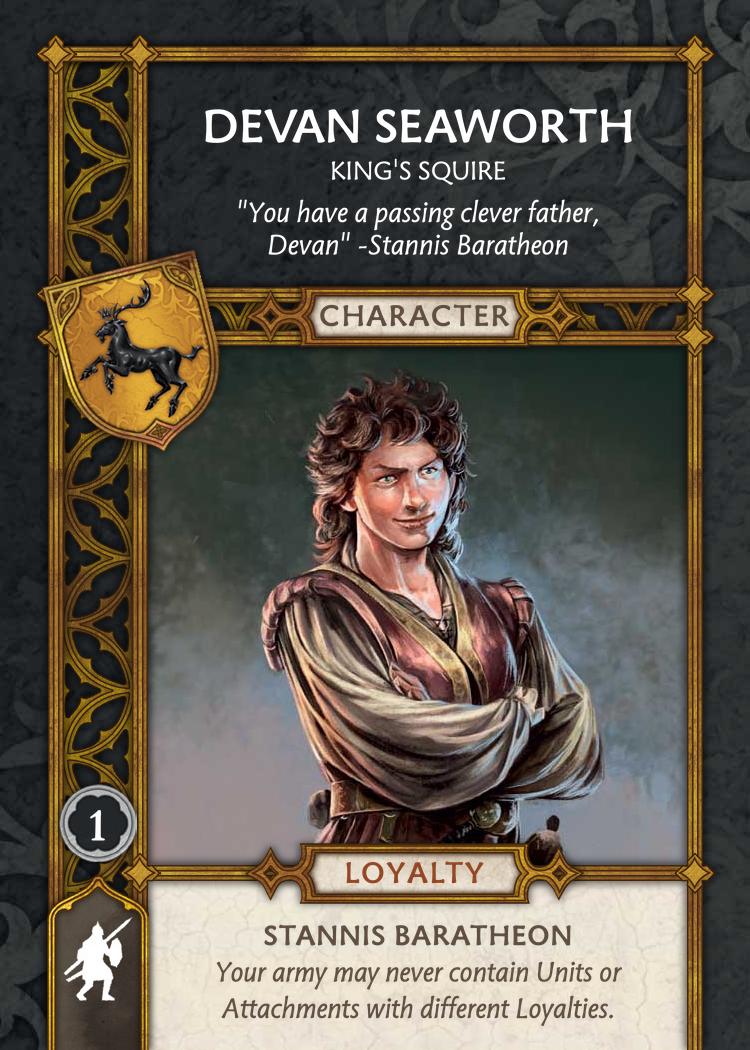 DEVAN SEAWORTH
KING'S SQUIRE
"You have a passing clever father,
Devan" -Stannis Baratheon
CHARACTER
1
LOYALTY
STANNIS BARATHEON
Your army may never contain Units or
Attachments with different Loyalties.